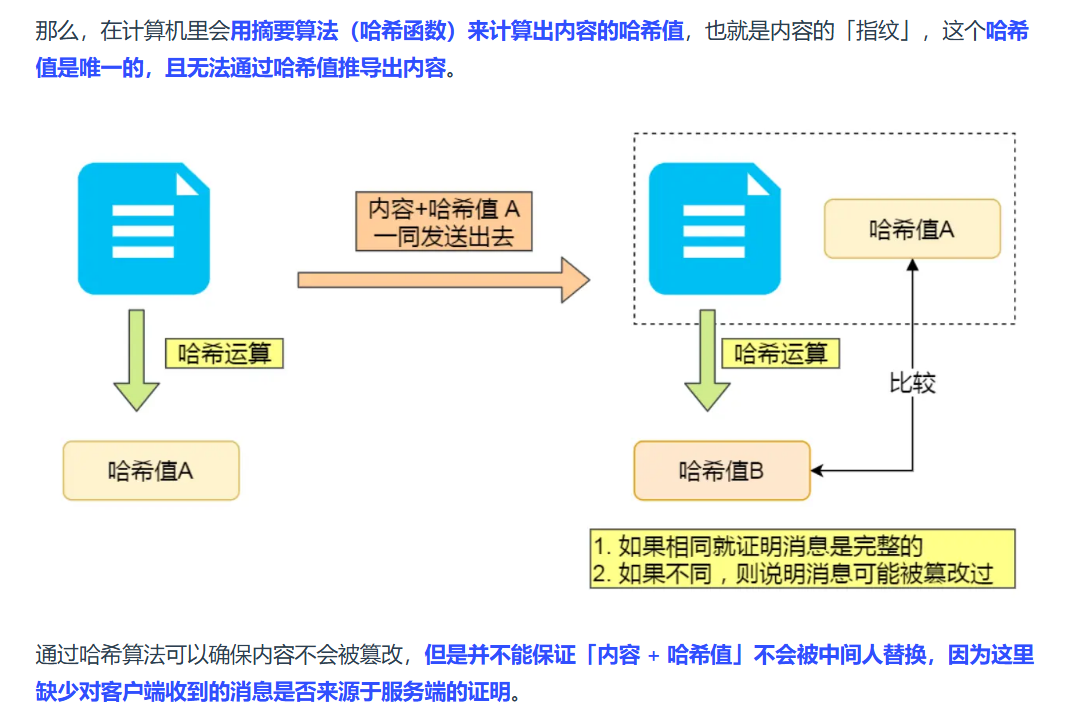 那么，在计算机里会用摘要算法（哈希函数）来计算出内容的哈希值，也就是内容的「指纹」，这个哈希
值是唯一的，且无法通过哈希值推导出内容。
内容+哈希值 A
一同发送出去
哈希值A
哈希运算
哈希运算
比较
哈希值A
哈希值B
1. 如果相同就证明消息是完整的
2. 如果不同，则说明消息可能被篡改过
通过哈希算法可以确保内容不会被篡改，但是并不能保证「内容 + 哈希值」不会被中间人替换，因为这里
缺少对客户端收到的消息是否来源于服务端的证明。